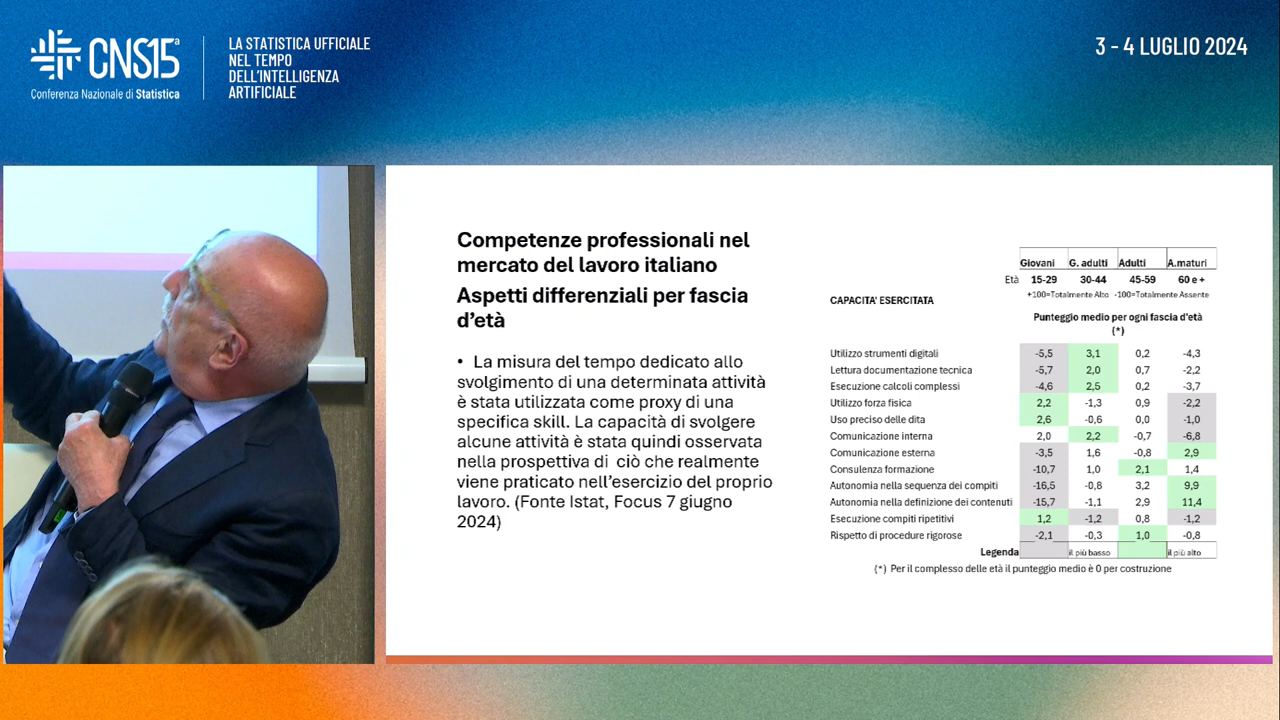 CNS15ª
Conferenza Nazionale di Statistica
LA STATISTICA UFFICIALE
NEL TEMPO
DELL'INTELLIGENZA
ARTIFICIALE
3 - 4 LUGLIO 2024
Competenze professionali nel
mercato del lavoro italiano
Aspetti differenziali per fascia
d'età
• La misura del tempo dedicato allo
svolgimento di una determinata attività
è stata utilizzata come proxy di una
specifica skill. La capacità di svolgere
alcune attività è stata quindi osservata
nella prospettiva di ciò che realmente
viene praticato nell'esercizio del proprio
lavoro. (Fonte Istat, Focus 7 giugno
2024)
Giovani G. adulti Adulti A.maturi
Età 15-29 30-44 45-59 60 e +
+100=Totalmente Alto -100=Totalmente Assente
CAPACITA' ESERCITATA
Punteggio medio per ogni fascia d'età
(*)
Utilizzo strumenti digitali -5,5 3,1 0,2 -4,3
Lettura documentazione tecnica -5,7 2,0 0,7 -2,2
Esecuzione calcoli complessi -4,6 2,5 0,2 -3,7
Utilizzo forza fisica 2,2 -1,3 0,9 -2,2
Uso preciso delle dita 2,6 -0,6 0,0 -1,0
Comunicazione interna 2,0 2,2 -0,7 -6,8
Comunicazione esterna -3,5 1,6 -0,8 2,9
Consulenza formazione -10,7 1,0 2,1 1,4
Autonomia nella sequenza dei compiti -16,5 -0,8 3,2 9,9
Autonomia nella definizione dei contenuti -15,7 -1,1 2,9 11,4
Esecuzione compiti ripetitivi 1,2 -1,2 0,8 -1,2
Rispetto di procedure rigorose -2,1 -0,3 1,0 -0,8
Legenda il più basso il più alto
(*) Per il complesso delle età il punteggio medio è 0 per costruzione